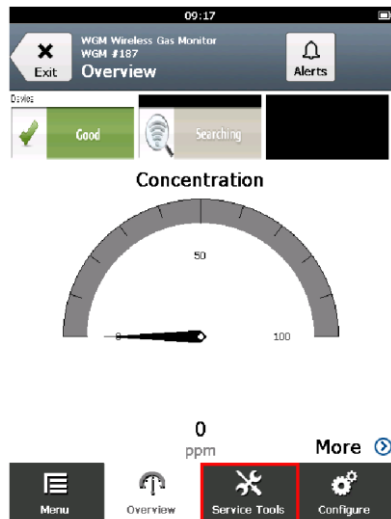 09:17
WGM Wireless Gas Monitor
WGM #187
Exit
Overview
Alerts
Device
Good
Searching
Concentration
50
0
100
0
ppm
More
Menu
Overview
Service Tools
Configure